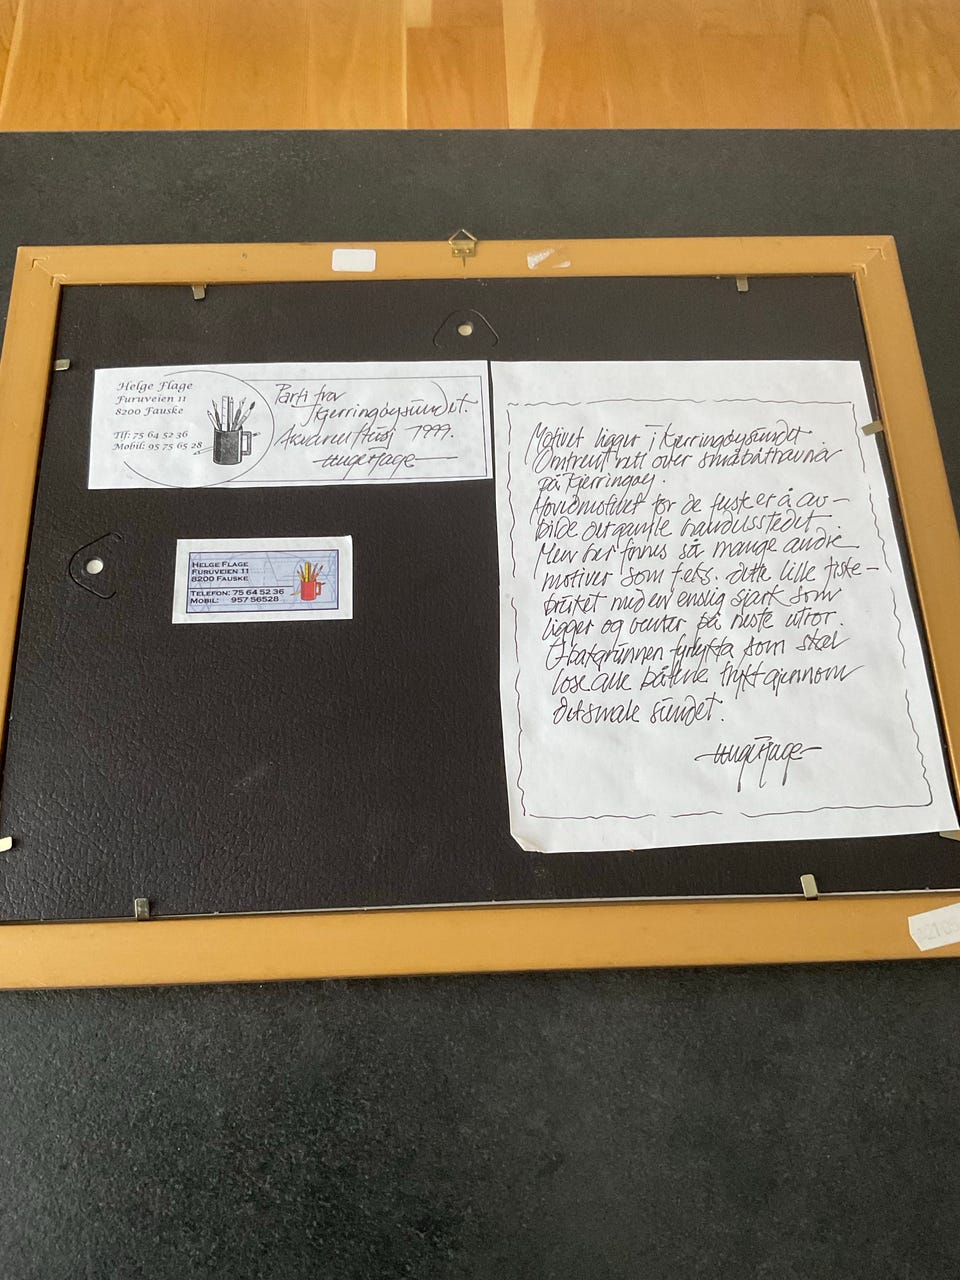 Helge Flage
Furuveien 11
8200 Fauske
Tlf: 75 64 52 36
Mobil: 95 75 65 28
Parti fra
Kjerringøysundet.
Akvarell 1999.
Helge Flage
HELGE FLAGE
FURUVEIEN 11
8200 FAUSKE
TELEFON: 75 64 52 36
MOBIL: 957 56528
Motivet ligger i Kjerringøysundet.
Omtrent rett over småbåthavna
på Kjerringøy.
Hovedmotivet for de fleste er å av-
bilde det gamle handelsstedet.
Men her finnes så mange andre
motiver som f.eks. dette lille fiske-
bruket med en enslig sjark som
ligger og venter på neste utror.
I bakgrunnen fyrlykta som skal
lose alle båtene trykt gjennom
det smale sundet.
Helge Flage